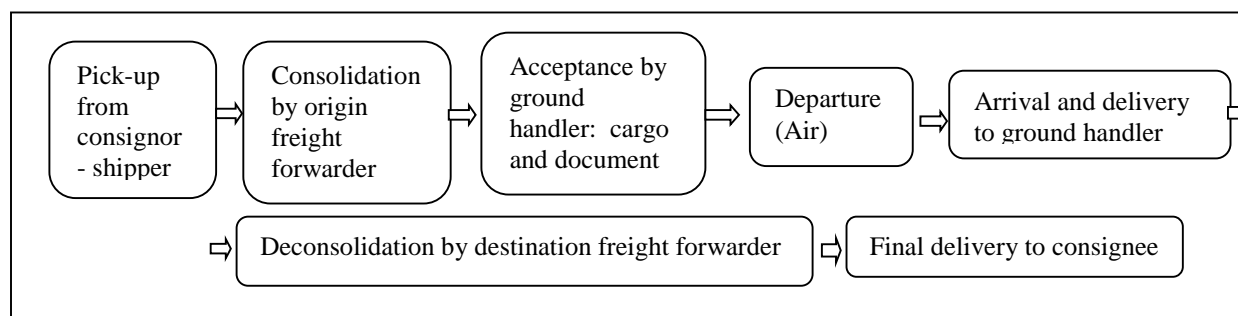 Pick-up
from
consignor
- shipper
Consolidation
by origin
freight
forwarder
Acceptance by
ground
handler: cargo
and document
Departure
(Air)
Arrival and delivery
to ground handler
Deconsolidation by destination freight forwarder
Final delivery to consignee